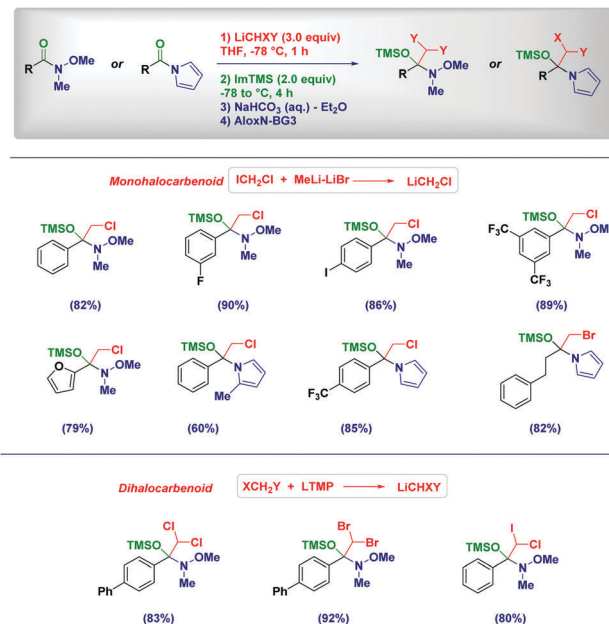 O
R
N
OMe
Me
or
O
R
N
1) LiCHXY (3.0 equiv)
THF, -78 °C, 1 h
2) ImTMS (2.0 equiv)
-78 to °C, 4 h
3) NaHCO3 (aq.) - Et2O
4) AloxN-BG3
Y
TMSO
Y
R
N
OMe
Me
or
X
TMSO
Y
R
N
Monohalocarbenoid
ICH2Cl + MeLi-LiBr
LiCH2Cl
TMSO
Cl
N
OMe
Me
(82%)
TMSO
Cl
N
OMe
Me
F
(90%)
TMSO
Cl
N
OMe
Me
I
(86%)
TMSO
Cl
F3C
N
OMe
Me
CF3
(89%)
TMSO
Cl
O
N
OMe
Me
(79%)
TMSO
Cl
N
Me
(60%)
TMSO
Cl
N
F3C
(85%)
TMSO
Br
N
(82%)
Dihalocarbenoid
XCH2Y + LTMP
LiCHXY
Cl
TMSO
Cl
N
OMe
Me
Ph
(83%)
Br
TMSO
Br
N
OMe
Me
Ph
(92%)
I
TMSO
Cl
N
OMe
Me
(80%)